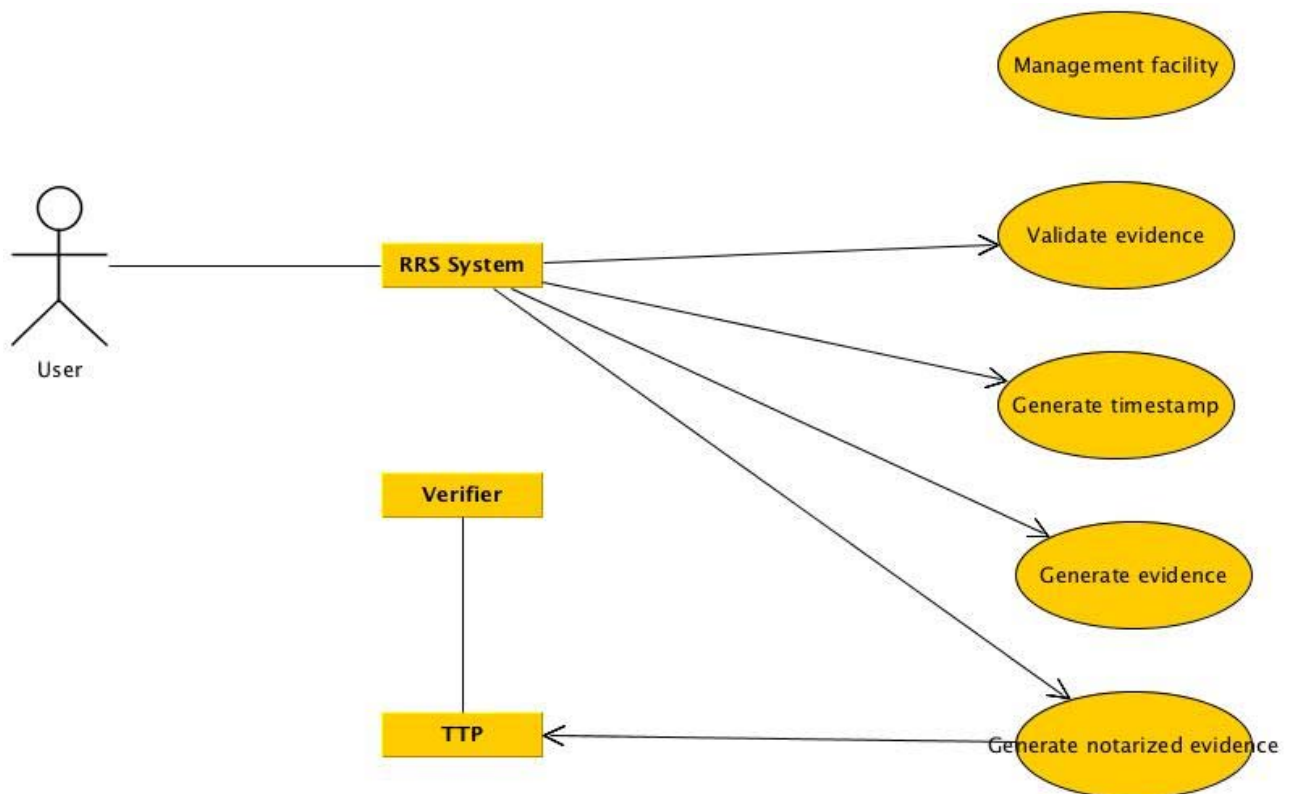 Management facility
Validate evidence
RRS System
User
Generate timestamp
Verifier
Generate evidence
TTP
Generate notarized evidence